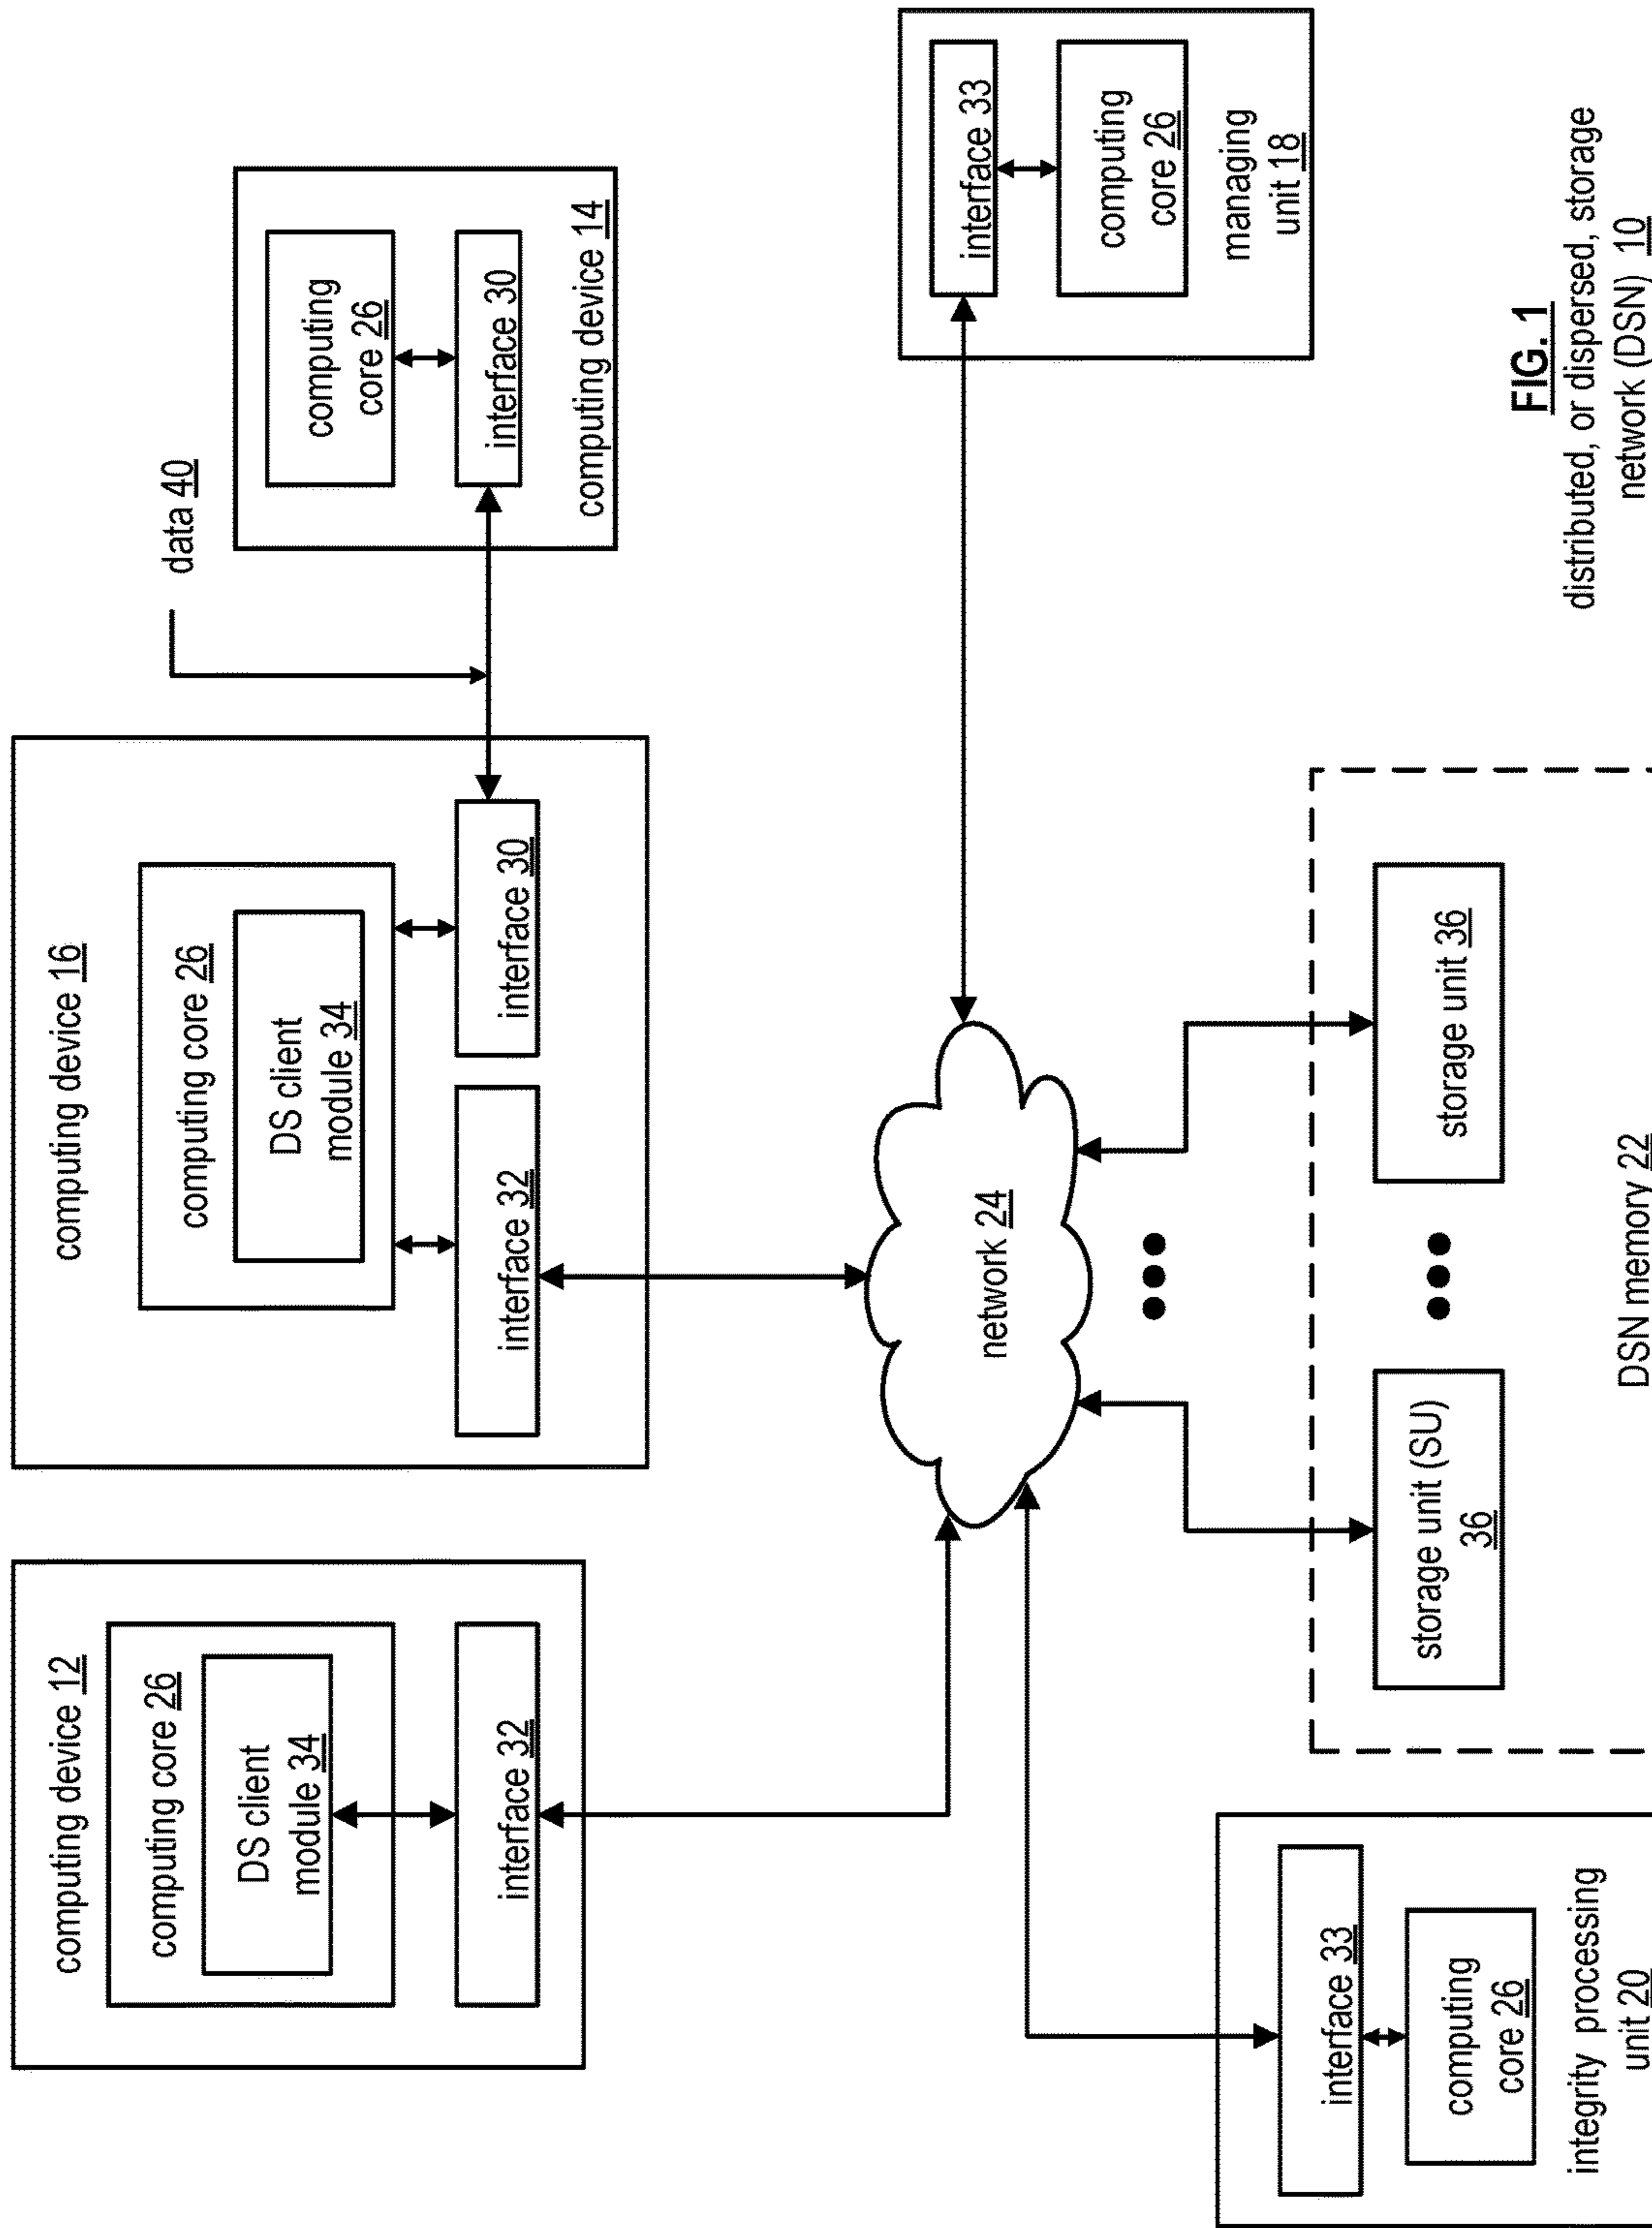 computing device 12
computing core 26
DS client
module 34
interface 32
computing device 16
computing core 26
DS client
module 34
interface 32
interface 30
data 40
computing
core 26
interface 30
computing device 14
network 24
interface 33
computing
core 26
managing
unit 18
interface 33
computing
core 26
integrity processing
unit 20
storage unit (SU)
36
storage unit 36
DSN memory 22
FIG. 1
distributed, or dispersed, storage
network (DSN) 10